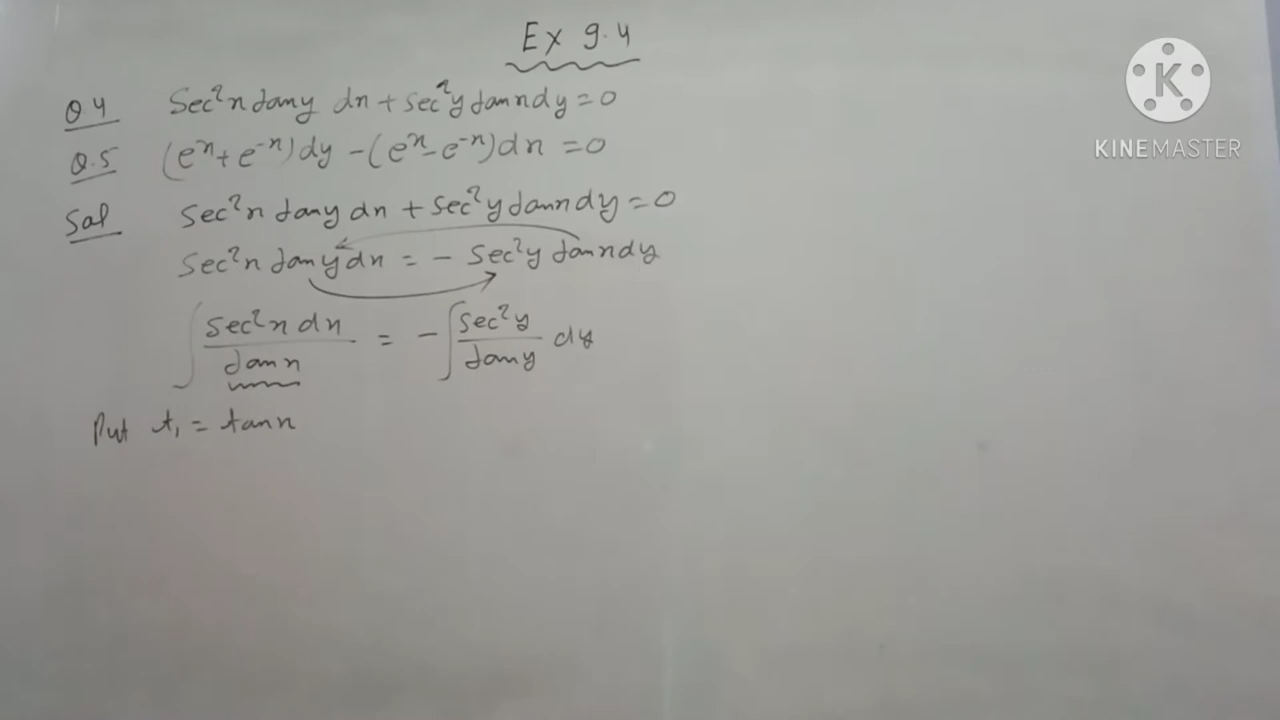 Ex 9.4
K
KINEMASTER
Q 4 Sec²x tany dx + sec²y tanx dy = 0
Q.5 (eˣ + e⁻ˣ) dy - (eˣ - e⁻ˣ) dx = 0
Sol Sec²x tany dx + sec²y tanx dy = 0
Sec²x tany dx = - Sec²y tanx dy
∫ Sec²x dx / tanx = - ∫ Sec²y / tany dy
Put t₁ = tanx